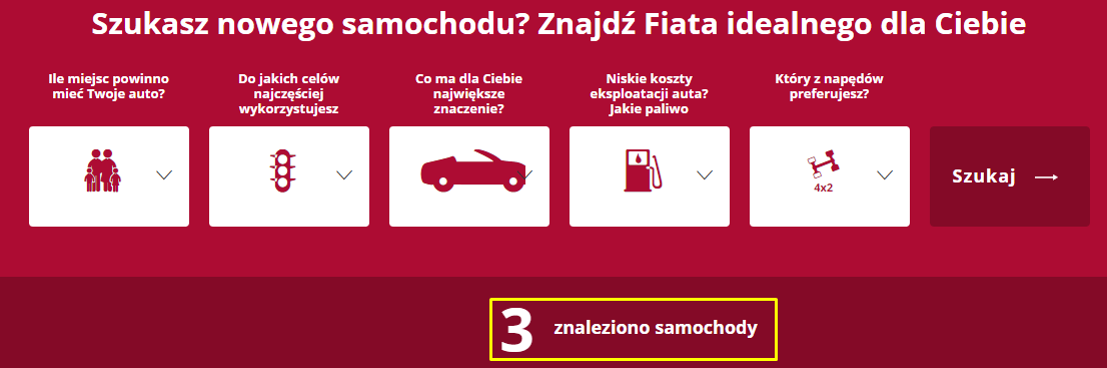 Szukasz nowego samochodu? Znajdź Fiata idealnego dla Ciebie
Ile miejsc powinno
mieć Twoje auto?
Do jakich celów
najczęściej
wykorzystujesz
Co ma dla Ciebie
największe
znaczenie?
Niskie koszty
eksploatacji auta?
Jakie paliwo
Który z napędów
preferujesz?
4x2
Szukaj
3 znaleziono samochody